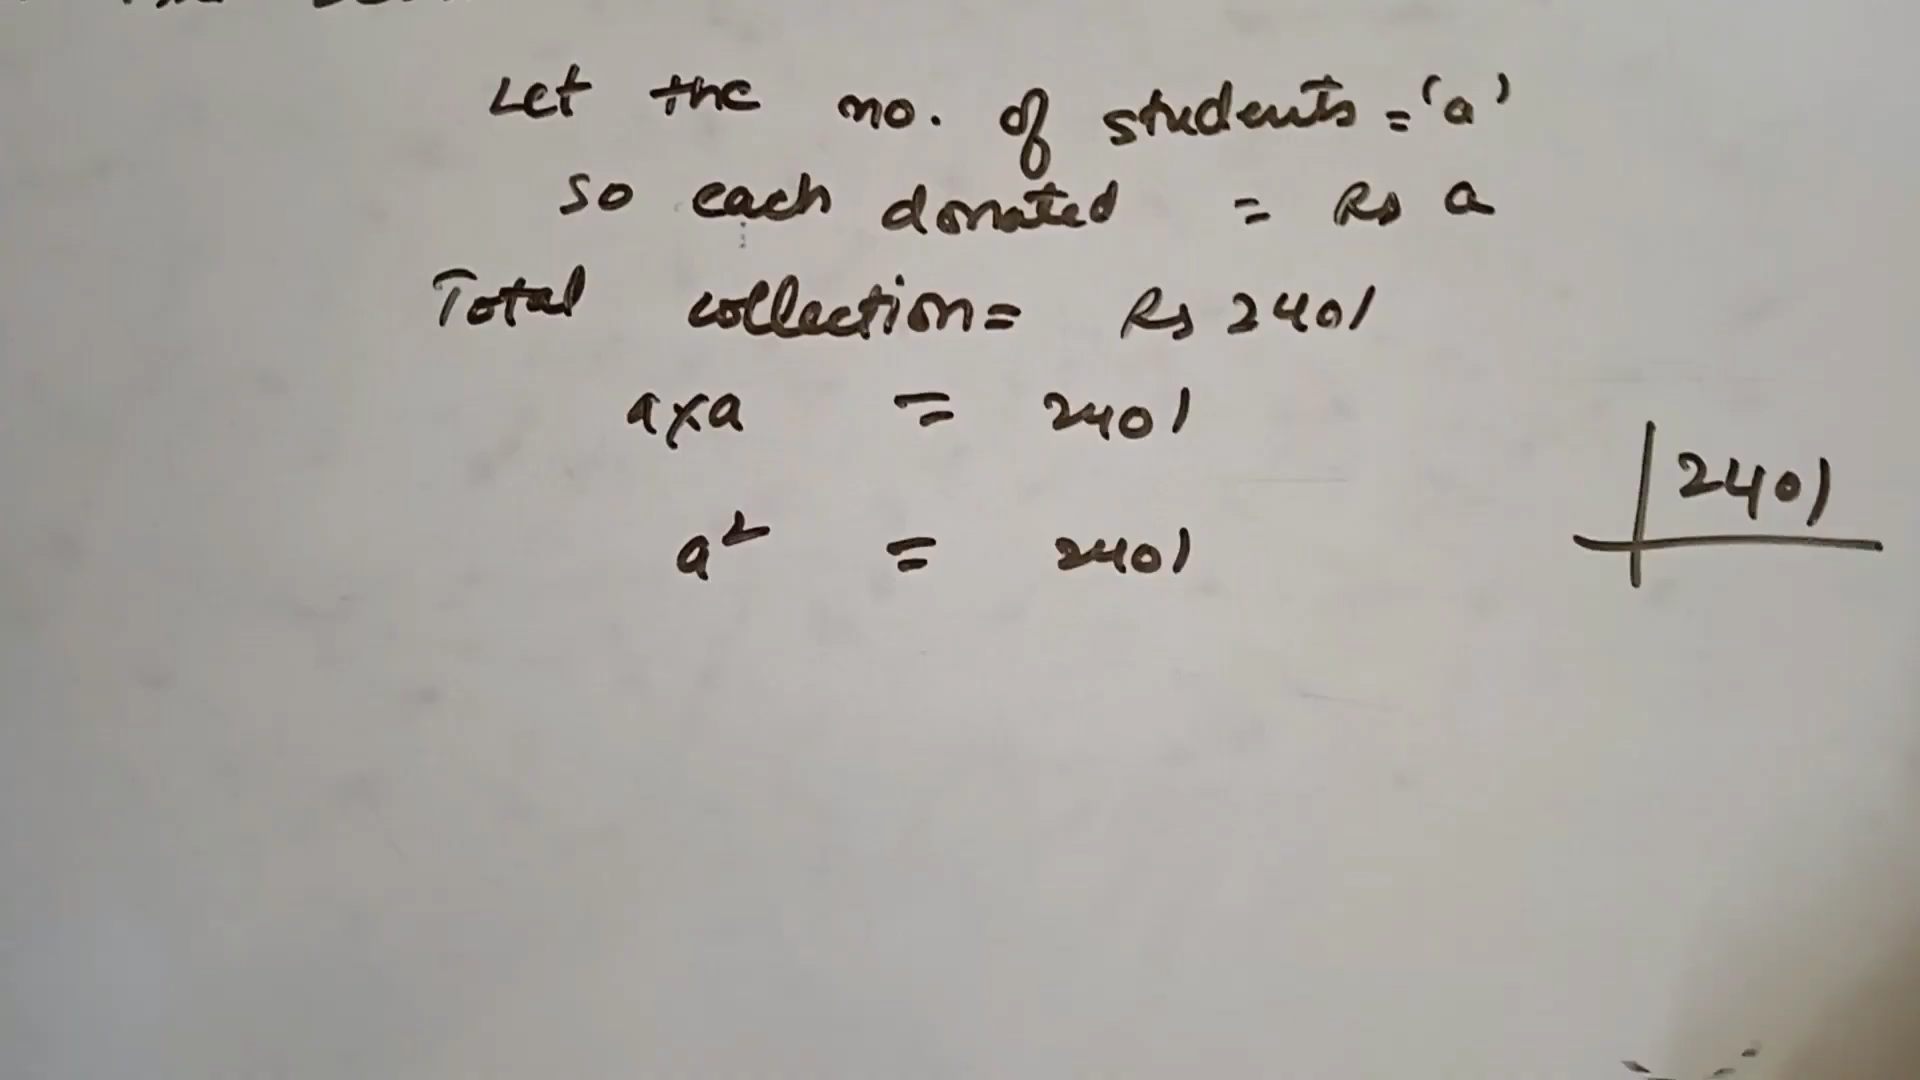 Let the no. of students = 'a'
so each donated = Rs a
Total collection = Rs 2401
a×a = 2401
a² = 2401
2401